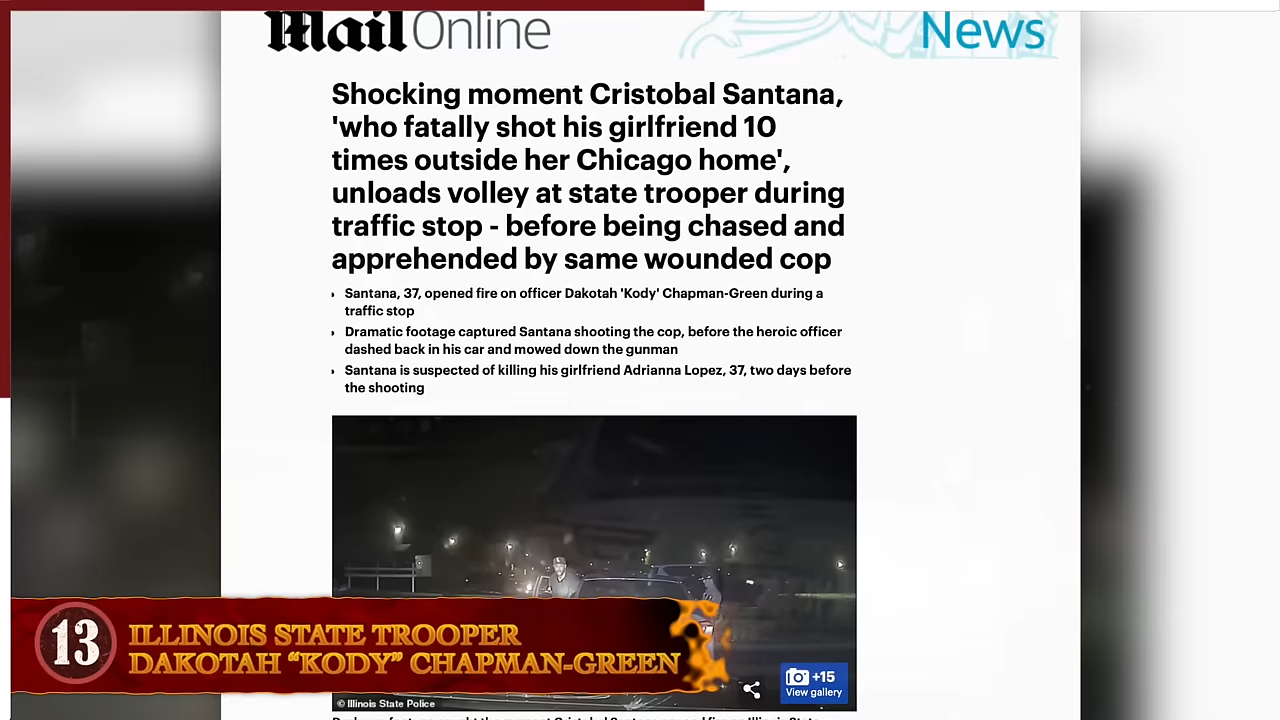 Mail Online
News
Shocking moment Cristobal Santana,
'who fatally shot his girlfriend 10
times outside her Chicago home',
unloads volley at state trooper during
traffic stop - before being chased and
apprehended by same wounded cop
Santana, 37, opened fire on officer Dakotah 'Kody' Chapman-Green during a
traffic stop
Dramatic footage captured Santana shooting the cop, before the heroic officer
dashed back in his car and mowed down the gunman
Santana is suspected of killing his girlfriend Adrianna Lopez, 37, two days before
the shooting
13
ILLINOIS STATE TROOPER
DAKOTAH “KODY” CHAPMAN-GREEN
+15
View gallery
© Illinois State Police